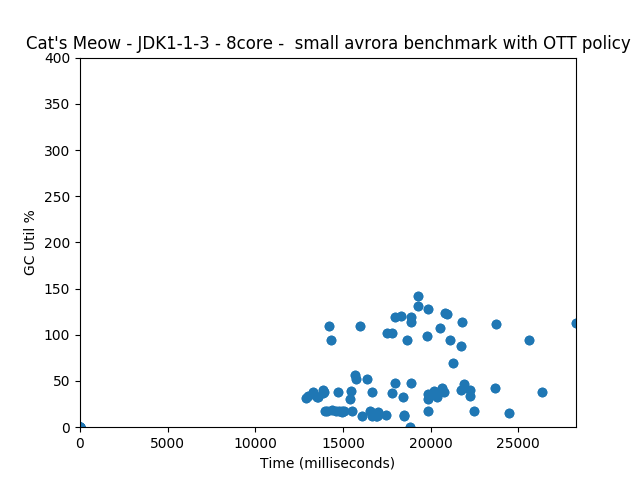 Cat's Meow - JDK1-1-3 - 8core -  small avrora benchmark with OTT policy
400
350
300
250
200
150
100
50
0
GC Util %
0 5000 10000 15000 20000 25000
Time (milliseconds)